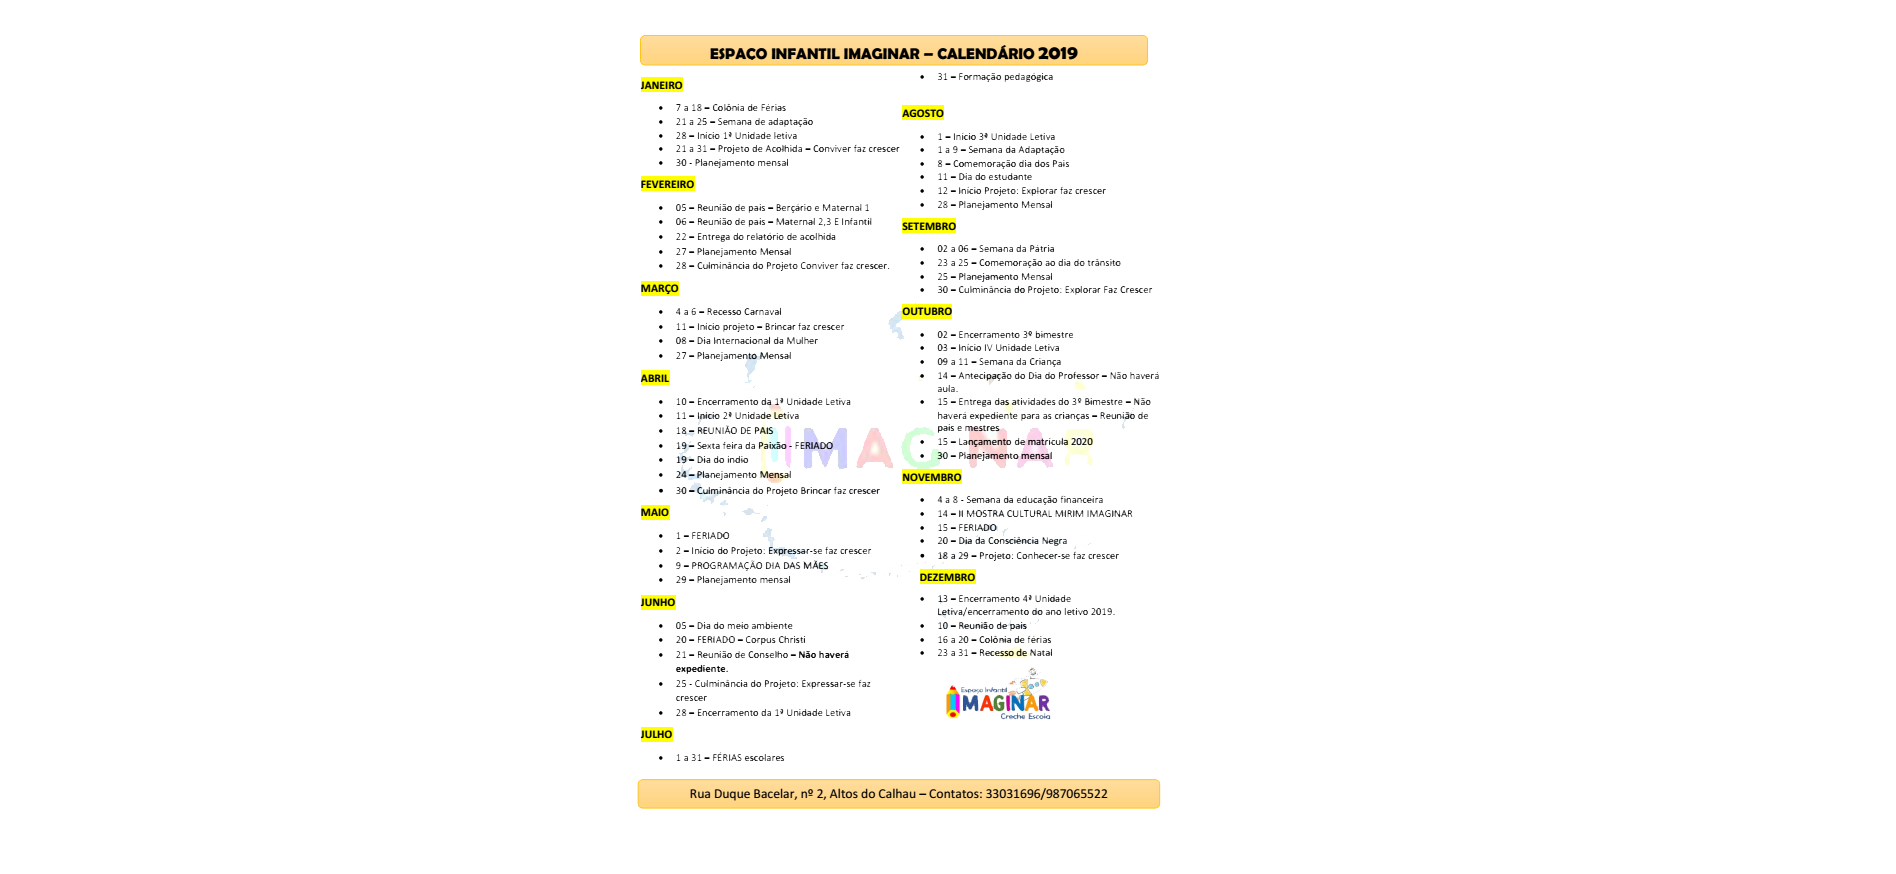 ESPAÇO INFANTIL IMAGINAR – CALENDÁRIO 2019
JANEIRO
• 7 a 18 – Colônia de Férias
• 21 a 25 – Semana de adaptação
• 28 – Início 1ª Unidade letiva
• 21 a 31 – Projeto de Acolhida – Conviver faz crescer
• 30 - Planejamento mensal
FEVEREIRO
• 05 – Reunião de pais – Berçário e Maternal 1
• 06 – Reunião de pais – Maternal 2,3 E Infantil
• 22 – Entrega do relatório de acolhida
• 27 – Planejamento Mensal
• 28 – Culminância do Projeto Conviver faz crescer.
MARÇO
• 4 a 6 – Recesso Carnaval
• 11 – Início projeto – Brincar faz crescer
• 08 – Dia Internacional da Mulher
• 27 – Planejamento Mensal
ABRIL
• 10 – Encerramento da 1ª Unidade Letiva
• 11 – Início 2ª Unidade Letiva
• 18 – REUNIÃO DE PAIS
• 19 – Sexta feira da Paixão - FERIADO
• 19 – Dia do índio
• 24 – Planejamento Mensal
• 30 – Culminância do Projeto Brincar faz crescer
MAIO
• 1 – FERIADO
• 2 – Início do Projeto: Expressar-se faz crescer
• 9 – PROGRAMAÇÃO DIA DAS MÃES
• 29 – Planejamento mensal
JUNHO
• 05 – Dia do meio ambiente
• 20 – FERIADO – Corpus Christi
• 21 – Reunião de Conselho – Não haverá
expediente.
• 25 - Culminância do Projeto: Expressar-se faz
crescer
• 28 – Encerramento da 1ª Unidade Letiva
JULHO
• 1 a 31 – FÉRIAS escolares
• 31 – Formação pedagógica
AGOSTO
• 1 – Início 3ª Unidade Letiva
• 1 a 9 – Semana da Adaptação
• 8 – Comemoração dia dos Pais
• 11 – Dia do estudante
• 12 – Início Projeto: Explorar faz crescer
• 28 – Planejamento Mensal
SETEMBRO
• 02 a 06 – Semana da Pátria
• 23 a 25 – Comemoração ao dia do trânsito
• 25 – Planejamento Mensal
• 30 – Culminância do Projeto: Explorar Faz Crescer
OUTUBRO
• 02 – Encerramento 3º bimestre
• 03 – Início IV Unidade Letiva
• 09 a 11 – Semana da Criança
• 14 – Antecipação do Dia do Professor – Não haverá
aula.
• 15 – Entrega das atividades do 3º Bimestre – Não
haverá expediente para as crianças – Reunião de
pais e mestres
• 15 – Lançamento de matrícula 2020
• 30 – Planejamento mensal
NOVEMBRO
• 4 a 8 - Semana da educação financeira
• 14 – II MOSTRA CULTURAL MIRIM IMAGINAR
• 15 – FERIADO
• 20 – Dia da Consciência Negra
• 18 a 29 – Projeto: Conhecer-se faz crescer
DEZEMBRO
• 13 – Encerramento 4ª Unidade
Letiva/encerramento do ano letivo 2019.
• 10 – Reunião de pais
• 16 a 20 – Colônia de férias
• 23 a 31 – Recesso de Natal
IMAGINAR
Espaço Infantil
IMAGINAR
Creche Escola
Rua Duque Bacelar, nº 2, Altos do Calhau – Contatos: 33031696/987065522